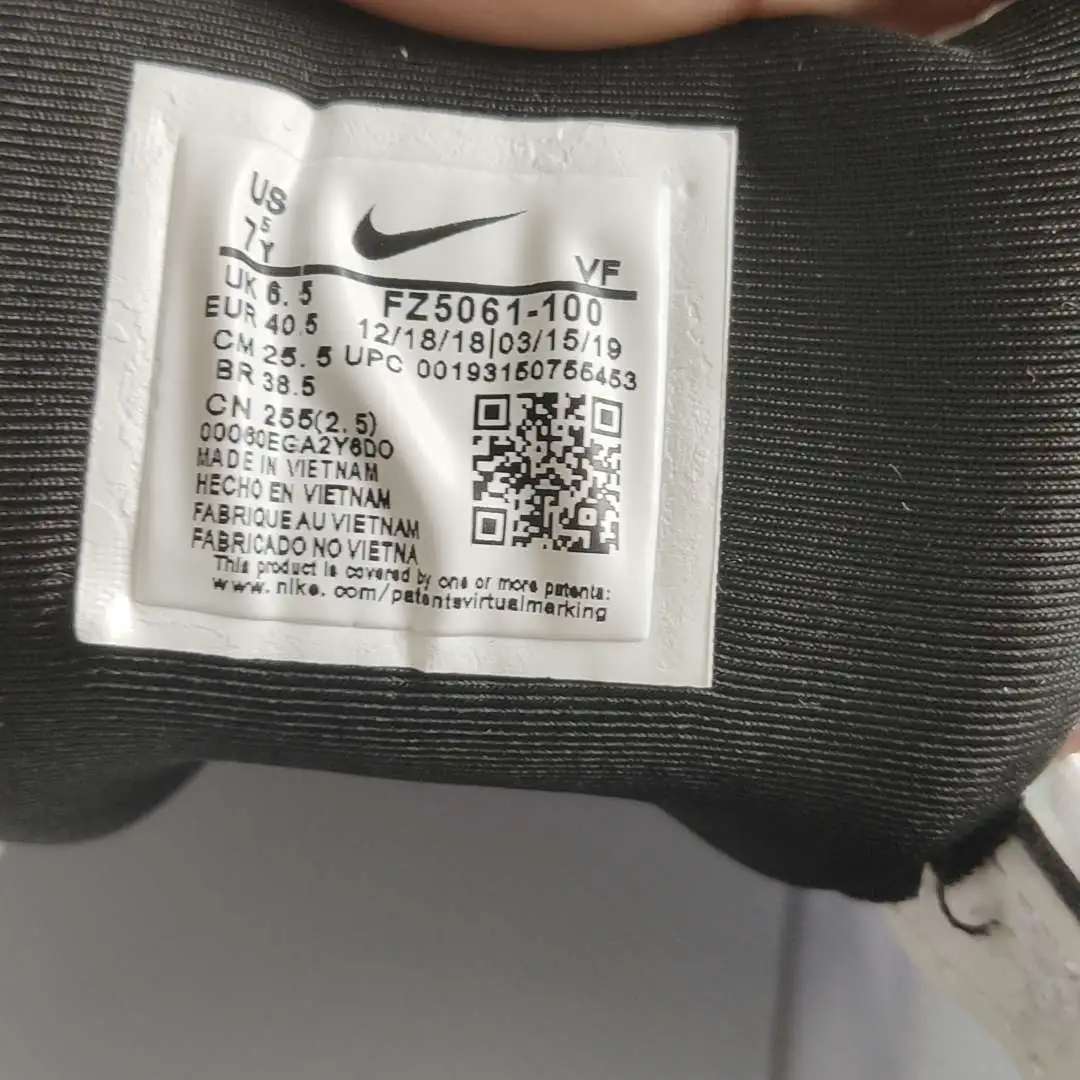 US
7 5 Y
VF
UK 6.5
FZ5061-100
EUR 40.5
12/18/18|03/15/19
CM 25.5
UPC 00193150756453
BR 38.5
CN 255(2.5)
00060EGA2Y6DO
MADE IN VIETNAM
HECHO EN VIETNAM
FABRIQUE AU VIETNAM
FABRICADO NO VIETNA
This product is covered by one or more patents:
www.nike.com/patentsvirtualmarking